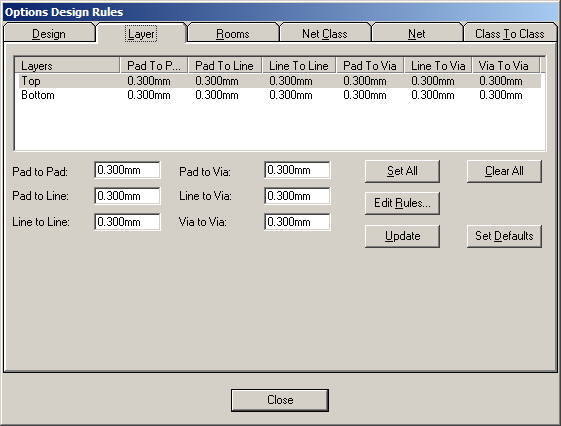 Options Design Rules
Design Layer Rooms Net Class Net Class To Class
Layers Pad To P... Pad To Line Line To Line Pad To Via Line To Via Via To Via
Top 0.300mm 0.300mm 0.300mm 0.300mm 0.300mm 0.300mm
Bottom 0.300mm 0.300mm 0.300mm 0.300mm 0.300mm 0.300mm
Pad to Pad: 0.300mm Pad to Via: 0.300mm Set All Clear All
Pad to Line: 0.300mm Line to Via: 0.300mm Edit Rules...
Line to Line: 0.300mm Via to Via: 0.300mm Update Set Defaults
Close